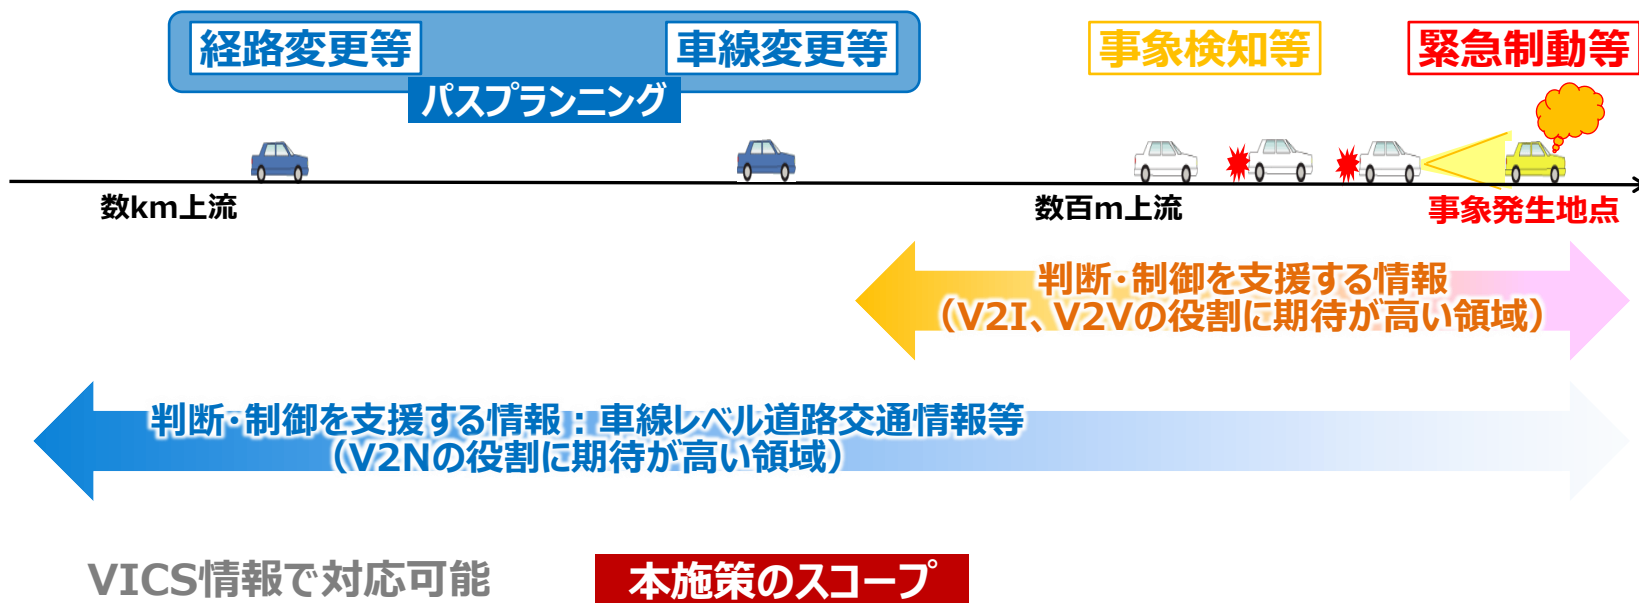 経路変更等
車線変更等
事象検知等
緊急制動等
パスプランニング
数km上流
数百m上流
事象発生地点
判断・制御を支援する情報
（V2I、V2Vの役割に期待が高い領域）
判断・制御を支援する情報：車線レベル道路交通情報等
（V2Nの役割に期待が高い領域）
VICS情報で対応可能
本施策のスコープ